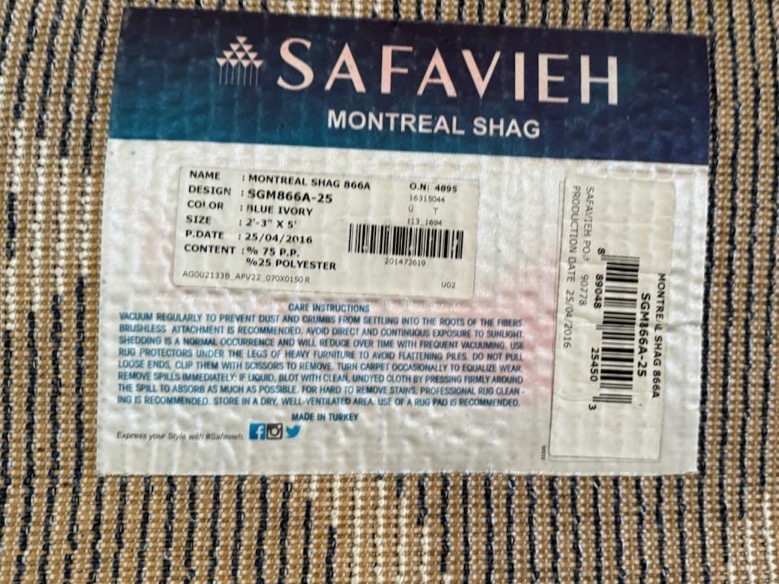 SAFAVIEH
MONTREAL SHAG
NAME : MONTREAL SHAG 866A
DESIGN : SGM866A-25
COLOR : BLUE IVORY
SIZE : 2'-3" X 5'
P.DATE : 25/04/2016
CONTENT : % 75 P.P.
%25 POLYESTER
O.N: 4895
16315044
U T
113_1694
201472619
AG002133B_APV22_070X0150 R
U02
CARE INSTRUCTIONS
VACUUM REGULARLY TO PREVENT DUST AND CRUMBS FROM SETTLING INTO THE ROOTS OF THE FIBERS
BRUSHLESS ATTACHMENT IS RECOMMENDED. AVOID DIRECT AND CONTINUOUS EXPOSURE TO SUNLIGHT.
SHEDDING IS A NORMAL OCCURRENCE AND WILL REDUCE OVER TIME WITH FREQUENT VACUUMING. USE
RUG PROTECTORS UNDER THE LEGS OF HEAVY FURNITURE TO AVOID FLATTENING PILES. DO NOT PULL
LOOSE ENDS, CLIP THEM WITH SCISSORS TO REMOVE. TURN CARPET OCCASIONALLY TO EQUALIZE WEAR.
REMOVE SPILLS IMMEDIATELY: IF LIQUID, BLOT WITH CLEAN, UNDYED CLOTH BY PRESSING FIRMLY AROUND
THE SPILL TO ABSORB AS MUCH AS POSSIBLE. FOR HARD TO REMOVE STAINS, PROFESSIONAL RUG CLEAN -
ING IS RECOMMENDED. STORE IN A DRY, WELL-VENTILATED AREA. USE OF A RUG PAD IS RECOMMENDED.
MADE IN TURKEY
Express your Style with #Safavieh.
MONTREAL SHAG 866A
SGM866A-25
8 89048 25450 3
SAFAVIEH PO# 90778
PRODUCTION DATE 25/04/2016